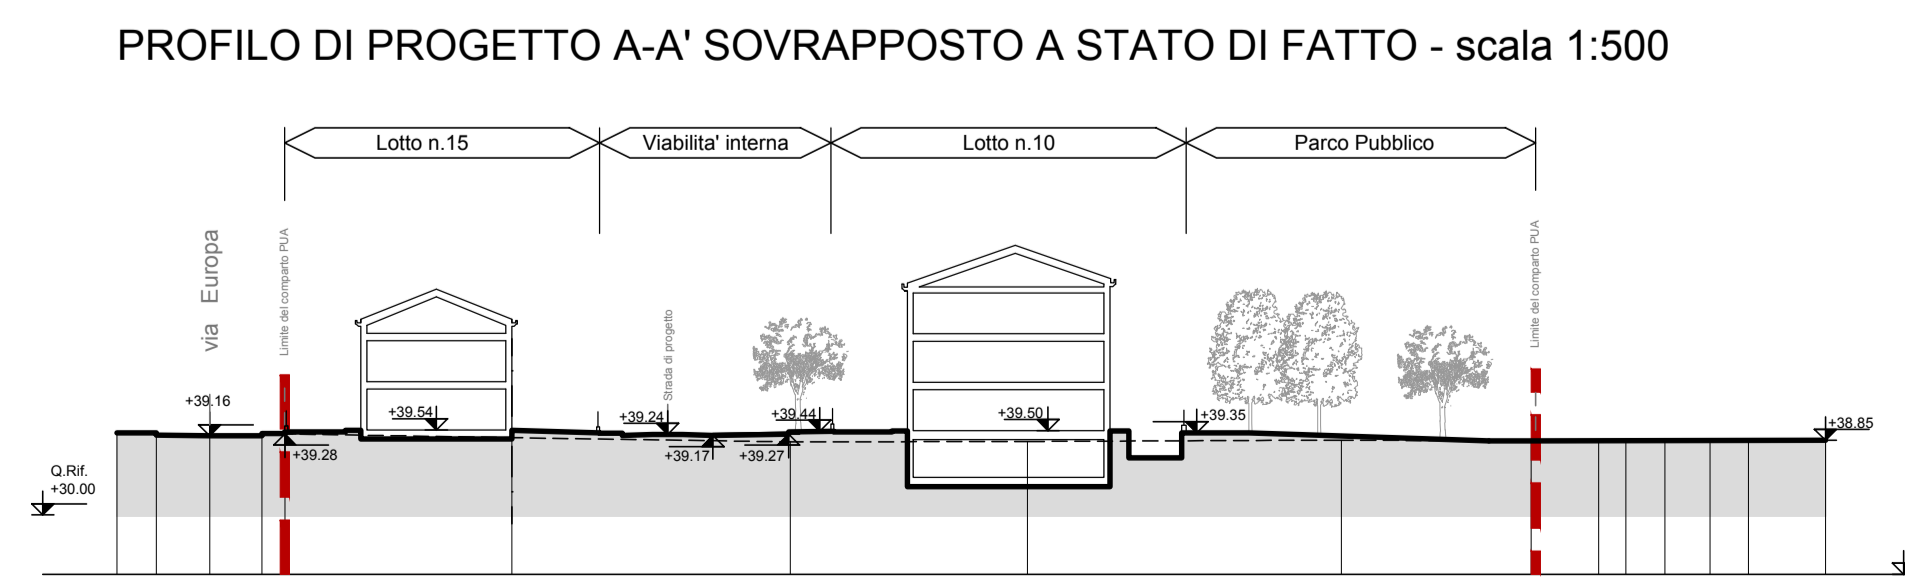 PROFILO DI PROGETTO A-A' SOVRAPPOSTO A STATO DI FATTO - scala 1:500
Lotto n.15
Viabilita' interna
Lotto n.10
Parco Pubblico
via Europa
Limite del comparto PUA
Strada di progetto
Limite del comparto PUA
+39.16
+39.54
+39.24
+39.44
+39.50
+39.35
+38.85
+39.28
+39.17
+39.27
Q.Rif.
+30.00